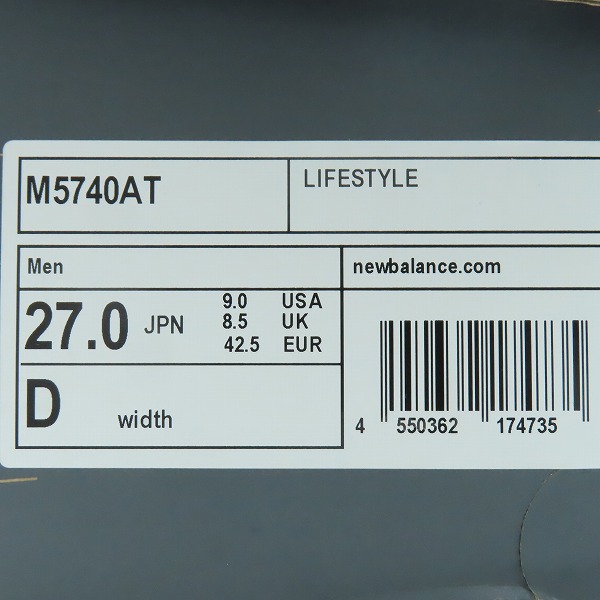 M5740AT
LIFESTYLE
Men
newbalance.com
27.0 JPN
9.0 USA
8.5 UK
42.5 EUR
D width
4 550362 174735